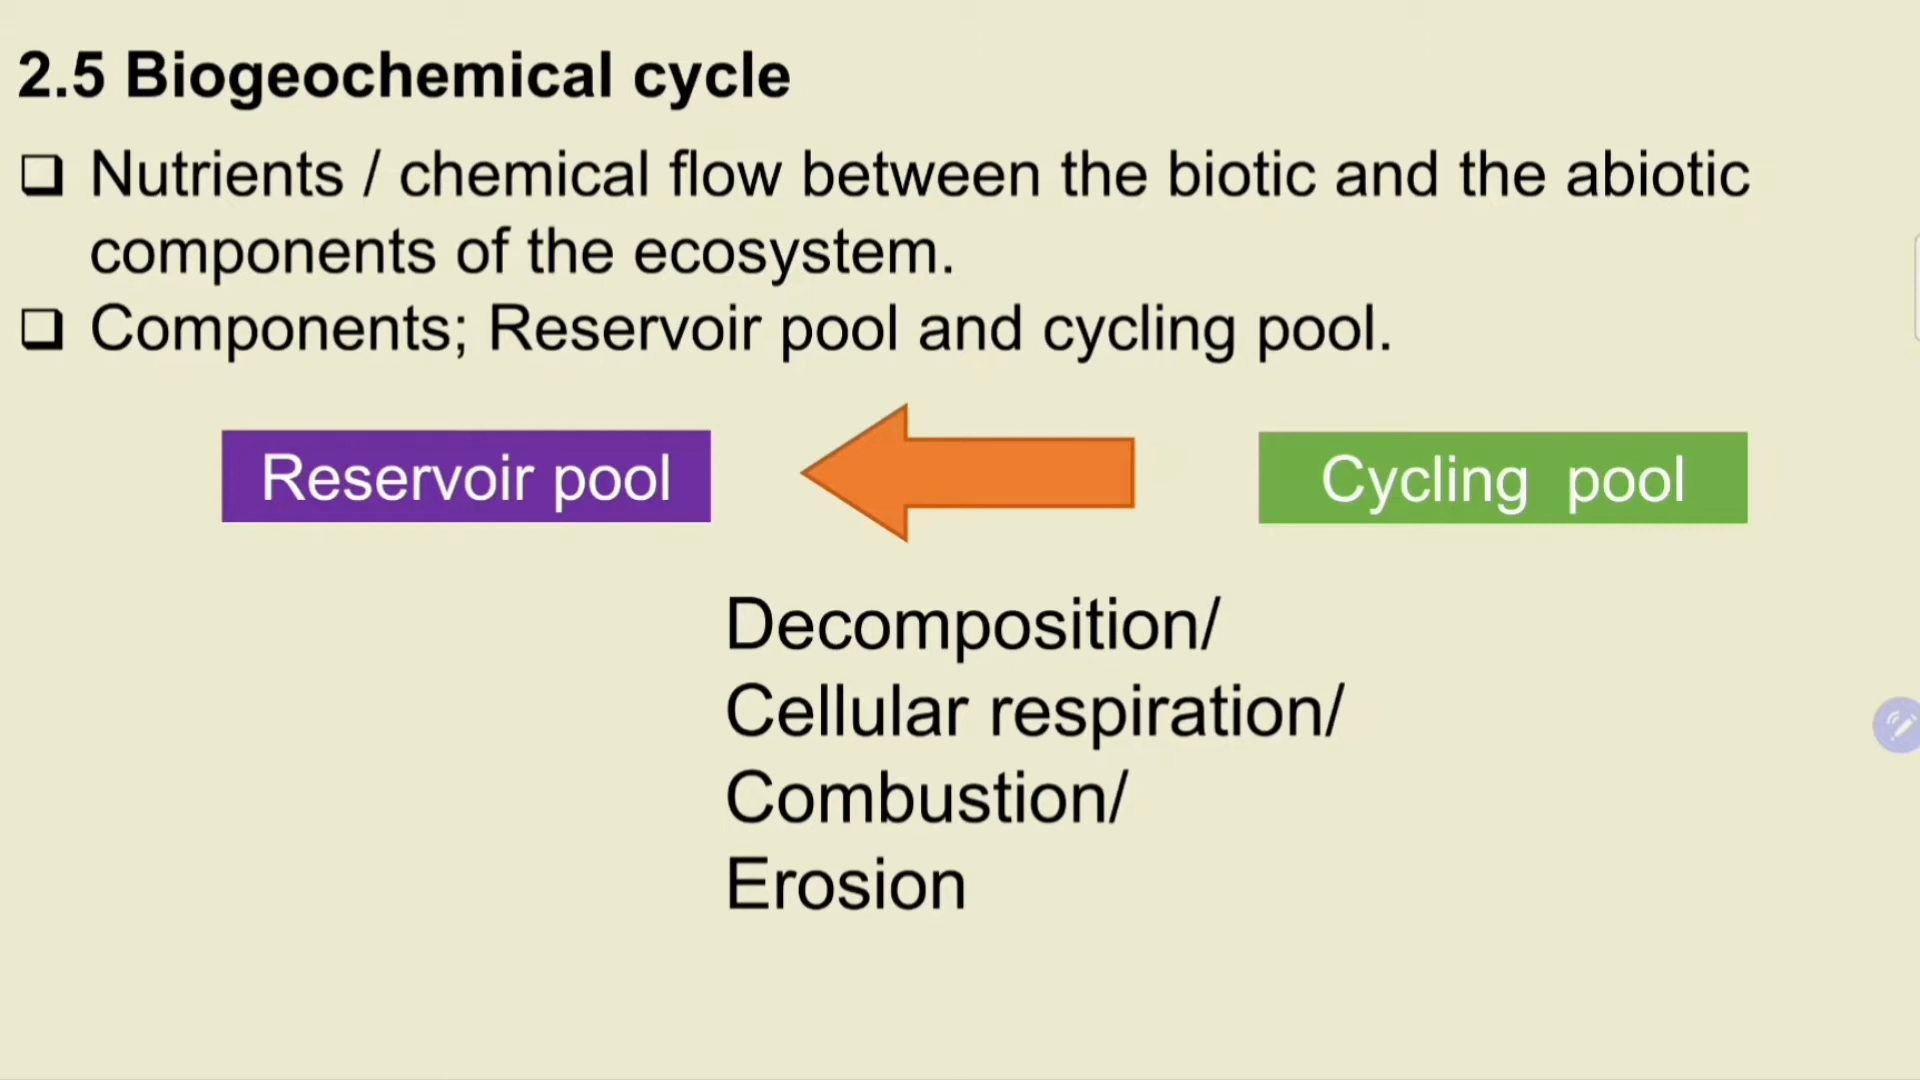 2.5 Biogeochemical cycle
Nutrients / chemical flow between the biotic and the abiotic
components of the ecosystem.
Components; Reservoir pool and cycling pool.
Reservoir pool
Cycling pool
Decomposition/
Cellular respiration/
Combustion/
Erosion